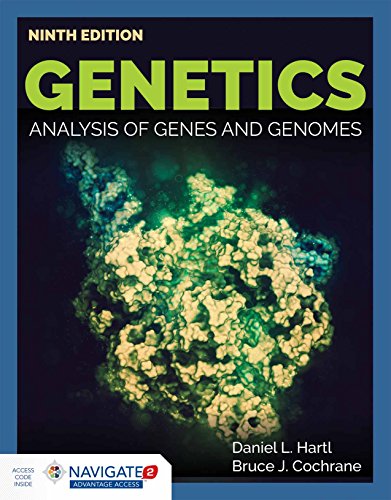 NINTH EDITION
GENETICS
ANALYSIS OF GENES AND GENOMES
Daniel L. Hartl
Bruce J. Cochrane
ACCESS
CODE
INSIDE
NAVIGATE 2
ADVANTAGE ACCESS